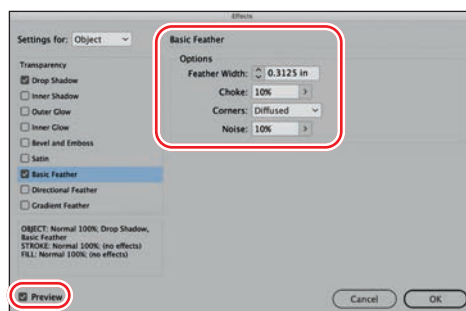 Effects
Settings for: Object
Transparency
Drop Shadow
Inner Shadow
Outer Glow
Inner Glow
Bevel and Emboss
Satin
Basic Feather
Directional Feather
Gradient Feather
OBJECT: Normal 100%; Drop Shadow,
Basic Feather
STROKE: Normal 100%; (no effects)
FILL: Normal 100%; (no effects)
Preview
Basic Feather
Options
Feather Width: 0.3125 in
Choke: 10%
Corners: Diffused
Noise: 10%
Cancel
OK